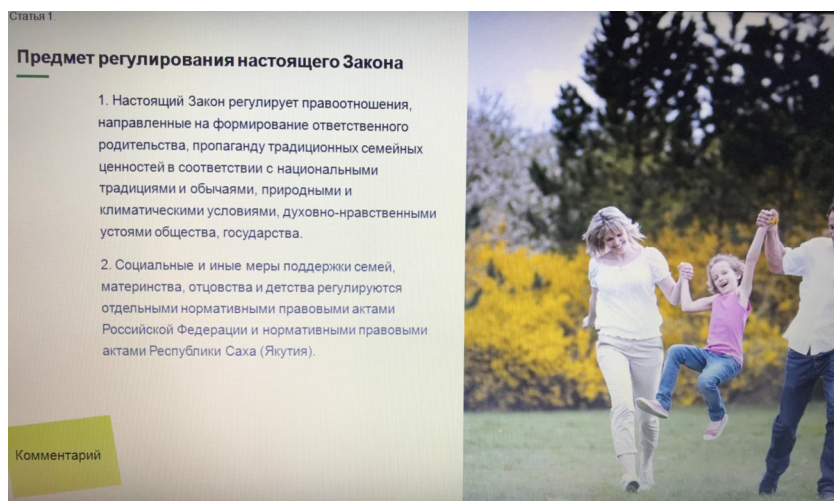 Статья 1.
Предмет регулирования настоящего Закона
1. Настоящий Закон регулирует правоотношения,
направленные на формирование ответственного
родительства, пропаганду традиционных семейных
ценностей в соответствии с национальными
традициями и обычаями, природными и
климатическими условиями, духовно-нравственными
устоями общества, государства.
2. Социальные и иные меры поддержки семей,
материнства, отцовства и детства регулируются
отдельными нормативными правовыми актами
Российской Федерации и нормативными правовыми
актами Республики Саха (Якутия).
Комментарий